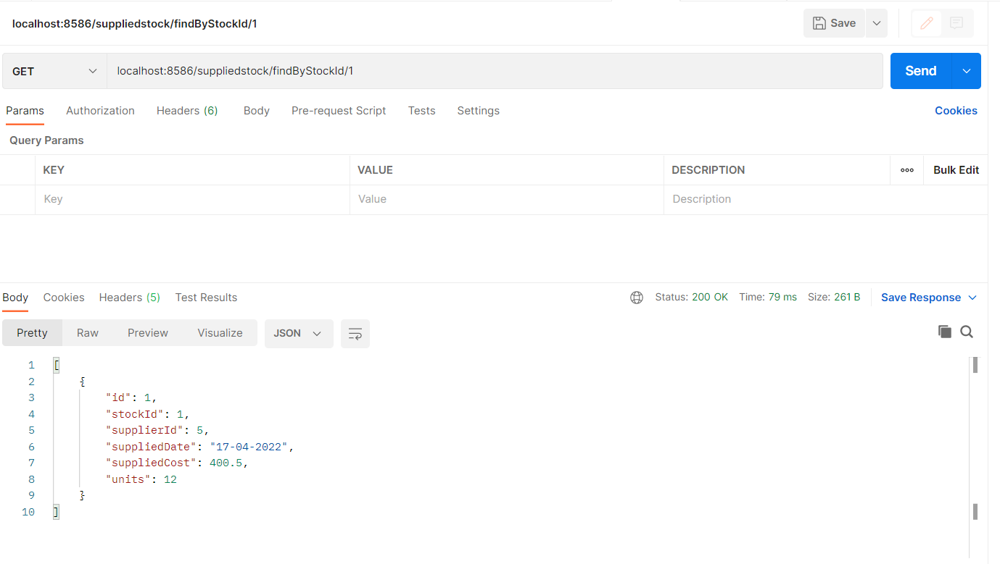 localhost:8586/suppliedstock/findByStockId/1
Save
GET localhost:8586/suppliedstock/findByStockId/1 Send
Params Authorization Headers (6) Body Pre-request Script Tests Settings Cookies
Query Params
KEY VALUE DESCRIPTION ooo Bulk Edit
Key Value Description
Body Cookies Headers (5) Test Results Status: 200 OK Time: 79 ms Size: 261 B Save Response
Pretty Raw Preview Visualize JSON
1 [
2 {
3 "id": 1,
4 "stockId": 1,
5 "supplierId": 5,
6 "suppliedDate": "17-04-2022",
7 "suppliedCost": 400.5,
8 "units": 12
9 }
10 ]